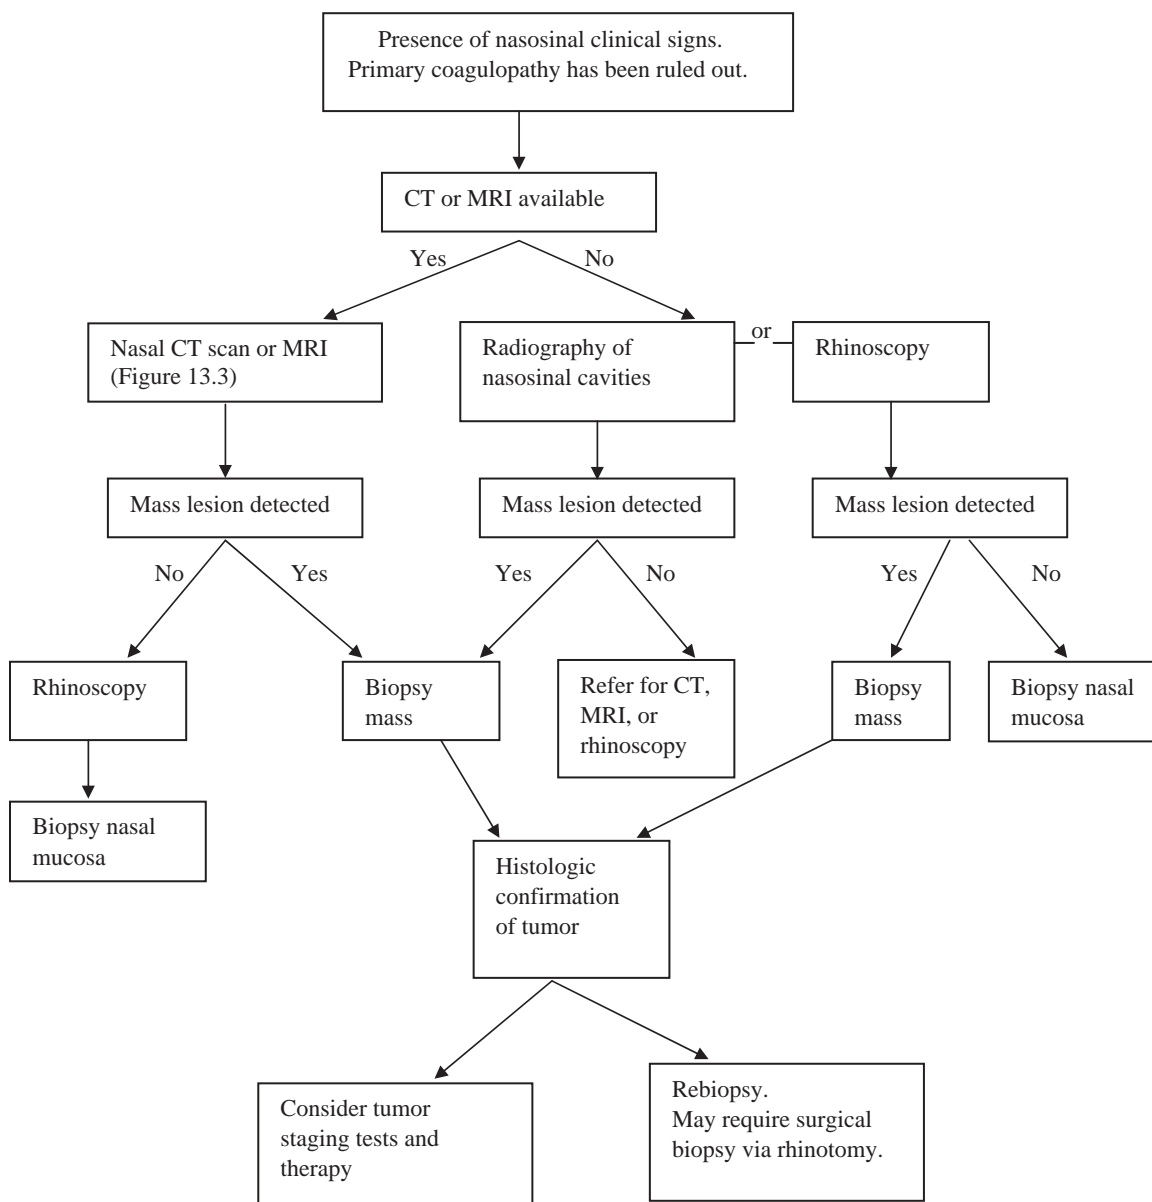 Presence of nasosinal clinical signs.
Primary coagulopathy has been ruled out.
CT or MRI available
Yes
No
Nasal CT scan or MRI
(Figure 13.3)
Radiography of
nasosinal cavities
or
Rhinoscopy
Mass lesion detected
Mass lesion detected
Mass lesion detected
No
Yes
Yes
No
Yes
No
Rhinoscopy
Biopsy
mass
Refer for CT,
MRI, or
rhinoscopy
Biopsy
mass
Biopsy nasal
mucosa
Biopsy nasal
mucosa
Histologic
confirmation
of tumor
Consider tumor
staging tests and
therapy
Rebiopsy.
May require surgical
biopsy via rhinotomy.